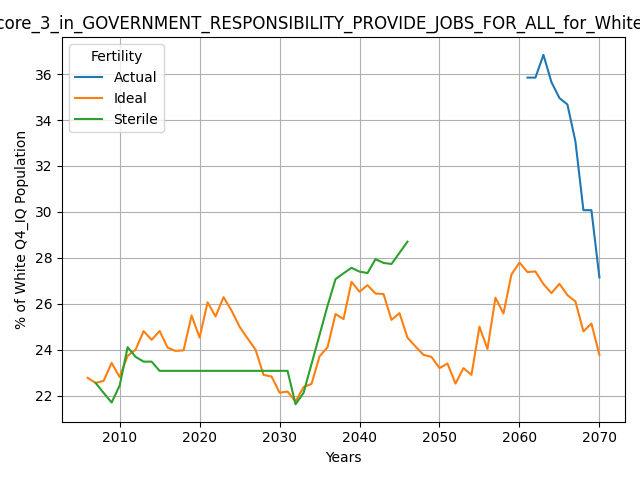 core_3_in_GOVERNMENT_RESPONSIBILITY_PROVIDE_JOBS_FOR_ALL_for_White
Fertility
Actual
Ideal
Sterile
% of White Q4_IQ Population
36
34
32
30
28
26
24
22
2010 2020 2030 2040 2050 2060 2070
Years